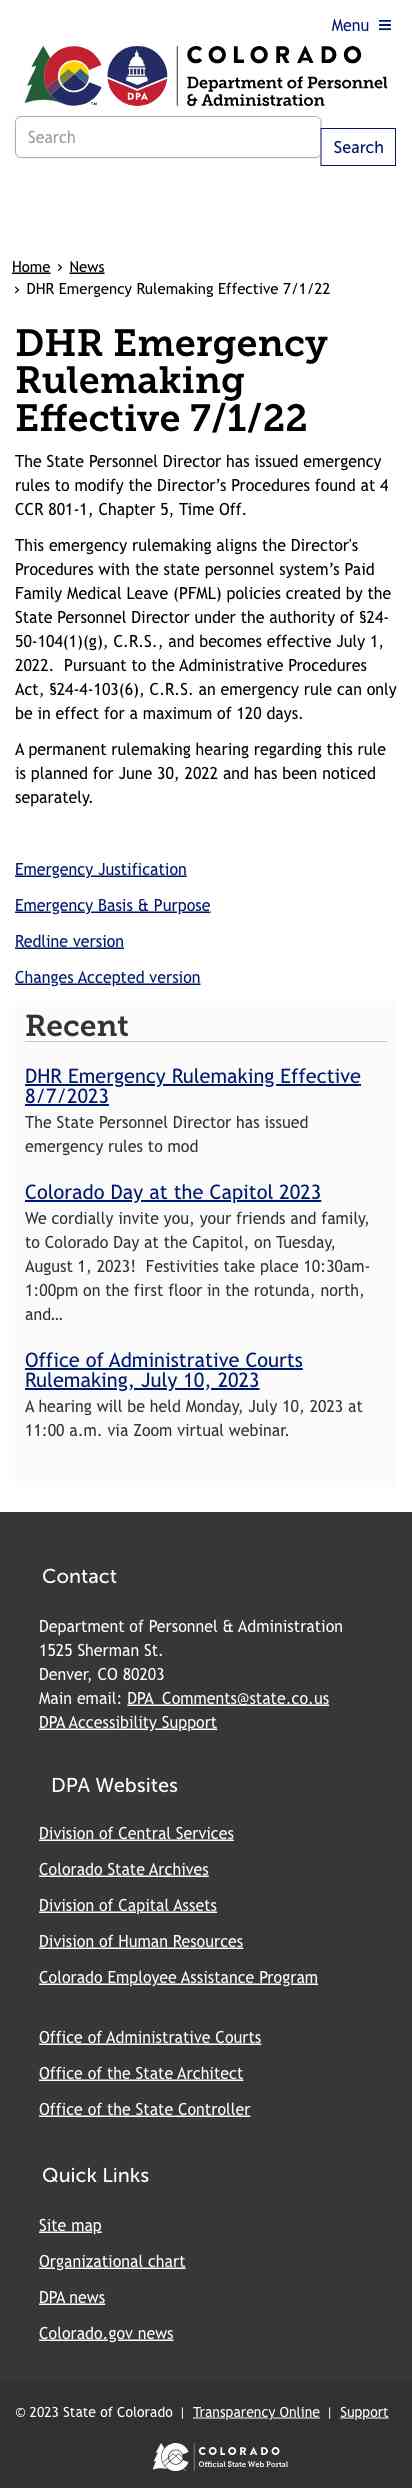 Menu
COLORADO
Department of Personnel
& Administration
DPA
TM
Search
Search
Home › News
› DHR Emergency Rulemaking Effective 7/1/22
DHR Emergency
Rulemaking
Effective 7/1/22
The State Personnel Director has issued emergency
rules to modify the Director’s Procedures found at 4
CCR 801-1, Chapter 5, Time Off.
This emergency rulemaking aligns the Director's
Procedures with the state personnel system’s Paid
Family Medical Leave (PFML) policies created by the
State Personnel Director under the authority of §24-
50-104(1)(g), C.R.S., and becomes effective July 1,
2022.  Pursuant to the Administrative Procedures
Act, §24-4-103(6), C.R.S. an emergency rule can only
be in effect for a maximum of 120 days.
A permanent rulemaking hearing regarding this rule
is planned for June 30, 2022 and has been noticed
separately.
Emergency Justification
Emergency Basis & Purpose
Redline version
Changes Accepted version
Recent
DHR Emergency Rulemaking Effective
8/7/2023
The State Personnel Director has issued
emergency rules to mod
Colorado Day at the Capitol 2023
We cordially invite you, your friends and family,
to Colorado Day at the Capitol, on Tuesday,
August 1, 2023!  Festivities take place 10:30am-
1:00pm on the first floor in the rotunda, north,
and...
Office of Administrative Courts
Rulemaking, July 10, 2023
A hearing will be held Monday, July 10, 2023 at
11:00 a.m. via Zoom virtual webinar.
Contact
Department of Personnel & Administration
1525 Sherman St.
Denver, CO 80203
Main email: DPA_Comments@state.co.us
DPA Accessibility Support
DPA Websites
Division of Central Services
Colorado State Archives
Division of Capital Assets
Division of Human Resources
Colorado Employee Assistance Program
Office of Administrative Courts
Office of the State Architect
Office of the State Controller
Quick Links
Site map
Organizational chart
DPA news
Colorado.gov news
© 2023 State of Colorado | Transparency Online | Support
COLORADO
Official State Web Portal